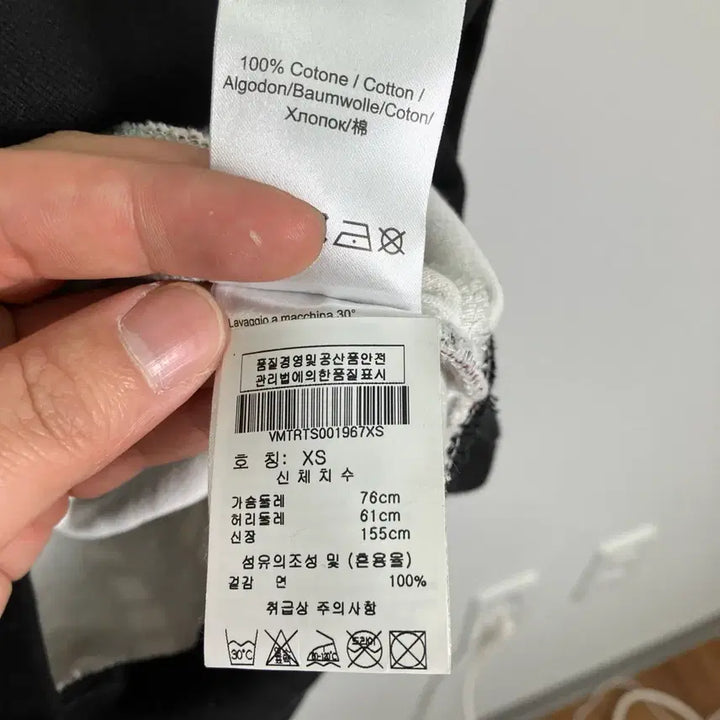 100% Cotone / Cotton /
Algodon/Baumwolle/Coton/
Хлопок/棉
Lavaggio a macchina 30°
품질경영및공산품안전
관리법에의한품질표시
VMTRTS001967XS
호 칭: XS
신 체 치 수
가슴둘레 76cm
허리둘레 61cm
신장 155cm
섬유의조성 및 (혼용율)
겉감 면 100%
취급상 주의사항
30°C 드라이